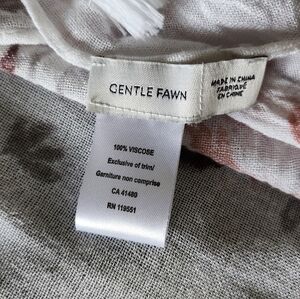 GENTLE FAWN
MADE IN CHINA
FABRIQUÉ
EN CHINE
100% VISCOSE
Exclusive of trim/
Garniture non comprise
CA 41480
RN 119551